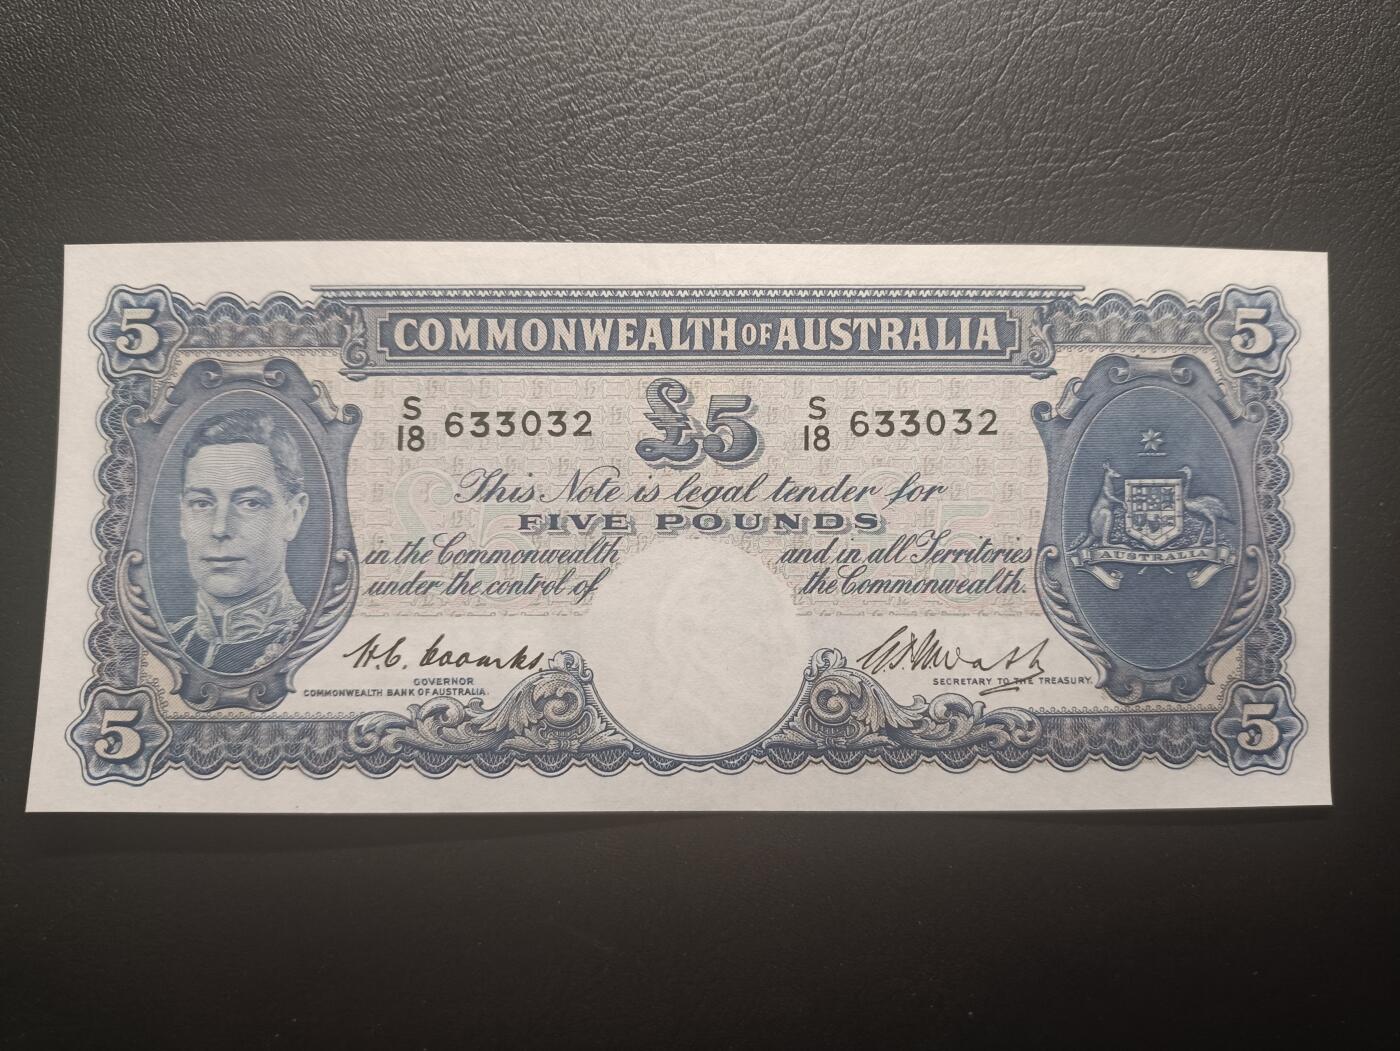 5 COMMONWEALTH OF AUSTRALIA 5
S/18 633032 £5 S/18 633032
This Note is legal tender for
FIVE POUNDS
in the Commonwealth and in all Territories
under the control of the Commonwealth.
H.C. Coombs
GOVERNOR
COMMONWEALTH BANK OF AUSTRALIA.
SECRETARY TO THE TREASURY.
AUSTRALIA
5 5